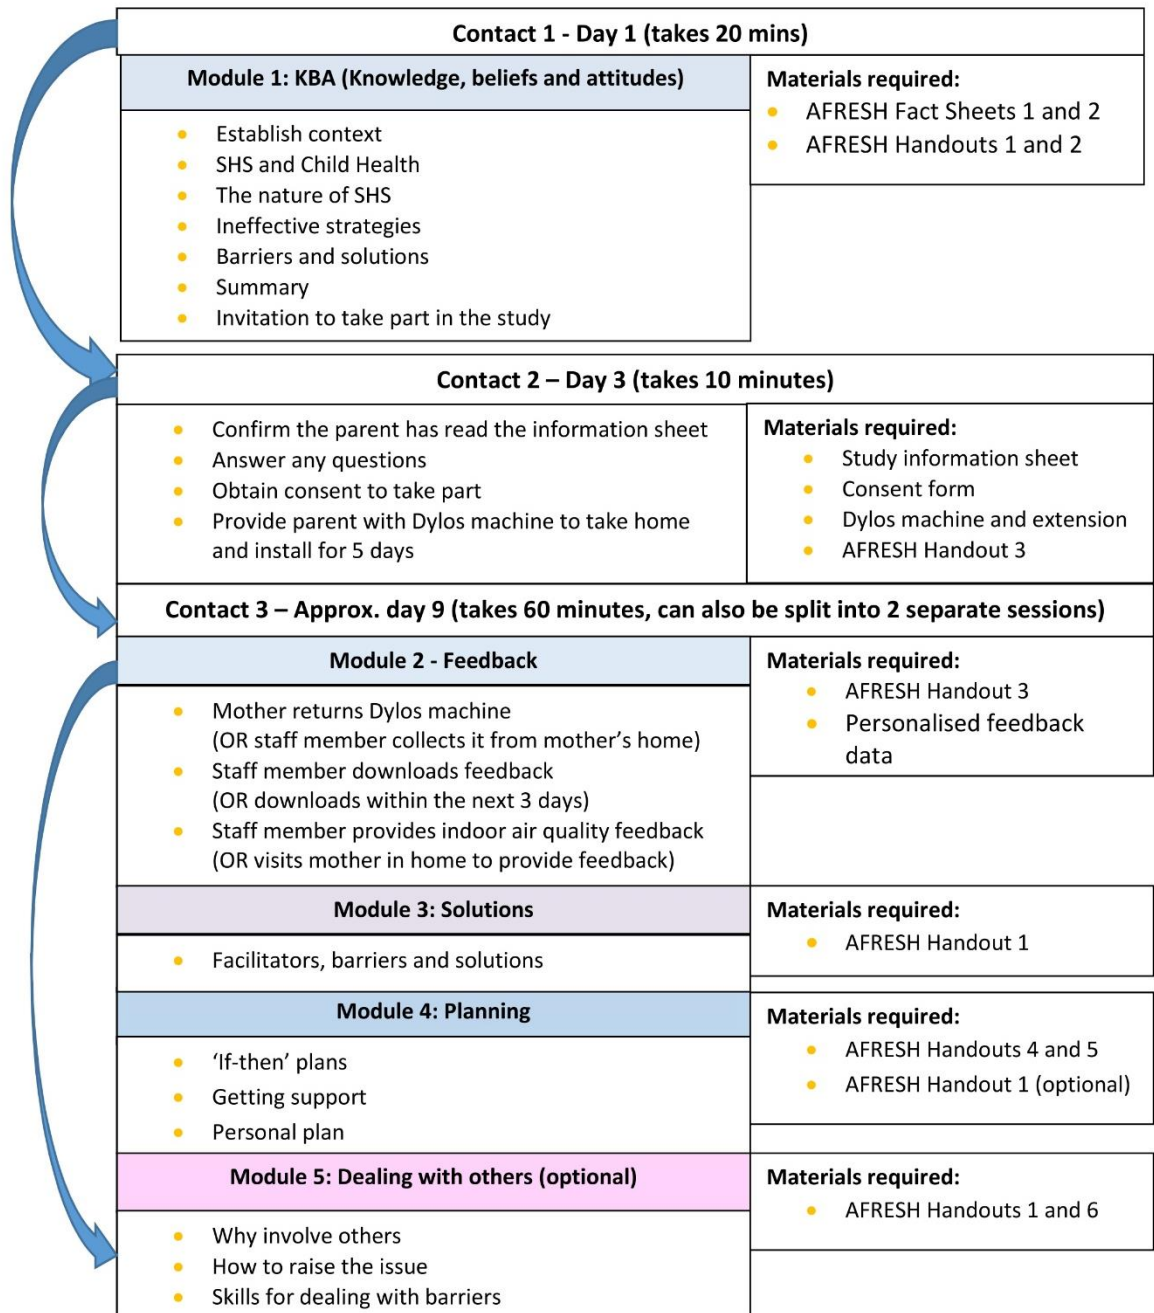 Contact 1 - Day 1 (takes 20 mins)
Module 1: KBA (Knowledge, beliefs and attitudes)
Establish context
SHS and Child Health
The nature of SHS
Ineffective strategies
Barriers and solutions
Summary
Invitation to take part in the study
Materials required:
AFRESH Fact Sheets 1 and 2
AFRESH Handouts 1 and 2
Contact 2 – Day 3 (takes 10 minutes)
Confirm the parent has read the information sheet
Answer any questions
Obtain consent to take part
Provide parent with Dylos machine to take home
and install for 5 days
Materials required:
Study information sheet
Consent form
Dylos machine and extension
AFRESH Handout 3
Contact 3 – Approx. day 9 (takes 60 minutes, can also be split into 2 separate sessions)
Module 2 - Feedback
Mother returns Dylos machine
(OR staff member collects it from mother’s home)
Staff member downloads feedback
(OR downloads within the next 3 days)
Staff member provides indoor air quality feedback
(OR visits mother in home to provide feedback)
Materials required:
AFRESH Handout 3
Personalised feedback
data
Module 3: Solutions
Facilitators, barriers and solutions
Materials required:
AFRESH Handout 1
Module 4: Planning
‘If-then’ plans
Getting support
Personal plan
Materials required:
AFRESH Handouts 4 and 5
AFRESH Handout 1 (optional)
Module 5: Dealing with others (optional)
Why involve others
How to raise the issue
Skills for dealing with barriers
Materials required:
AFRESH Handouts 1 and 6